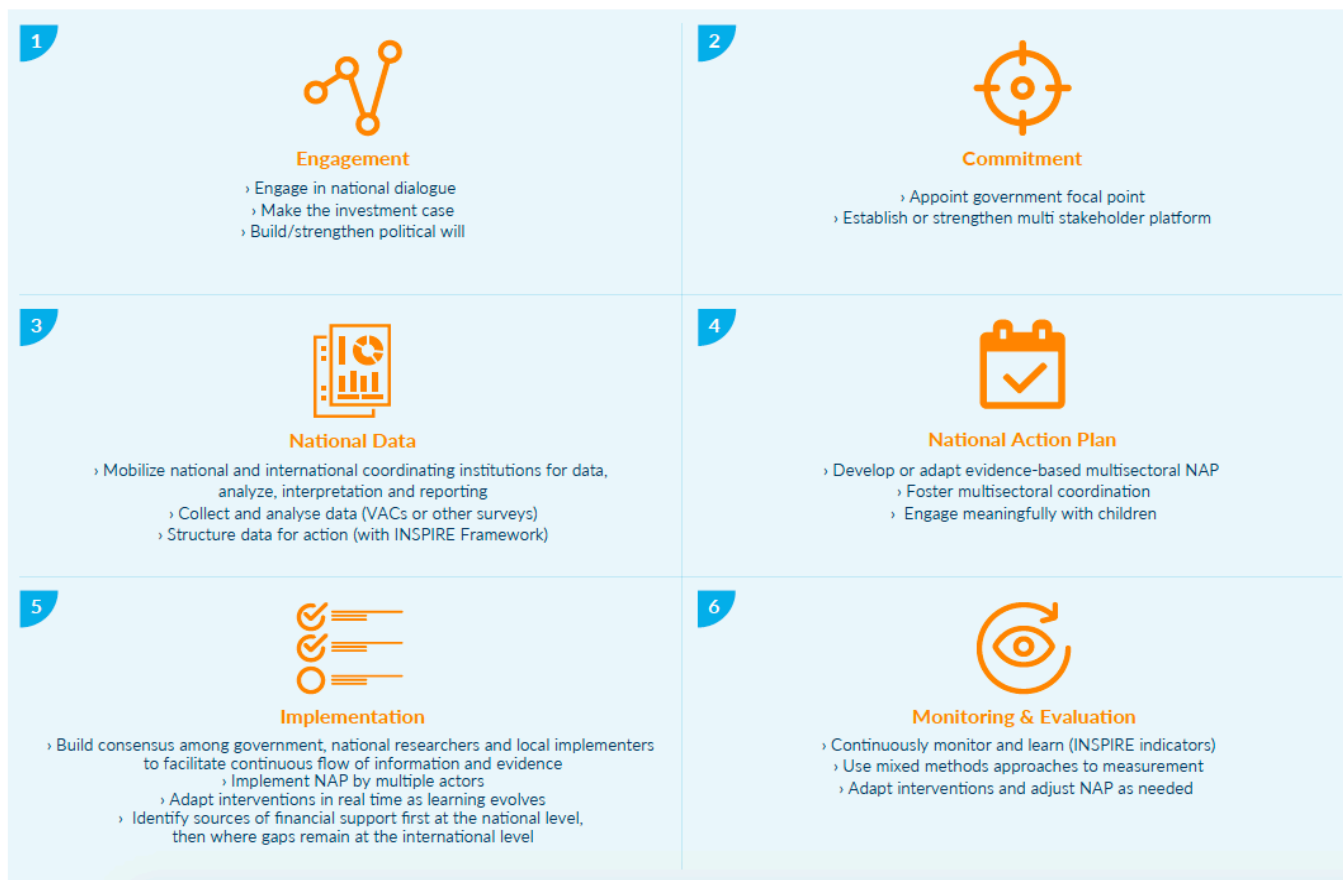 1
Engagement
› Engage in national dialogue
› Make the investment case
› Build/strengthen political will
2
Commitment
› Appoint government focal point
› Establish or strengthen multi stakeholder platform
3
National Data
› Mobilize national and international coordinating institutions for data,
analyze, interpretation and reporting
› Collect and analyse data (VACs or other surveys)
› Structure data for action (with INSPIRE Framework)
4
National Action Plan
› Develop or adapt evidence-based multisectoral NAP
› Foster multisectoral coordination
› Engage meaningfully with children
5
Implementation
› Build consensus among government, national researchers and local implementers
to facilitate continuous flow of information and evidence
› Implement NAP by multiple actors
› Adapt interventions in real time as learning evolves
› Identify sources of financial support first at the national level,
then where gaps remain at the international level
6
Monitoring & Evaluation
› Continuously monitor and learn (INSPIRE indicators)
› Use mixed methods approaches to measurement
› Adapt interventions and adjust NAP as needed